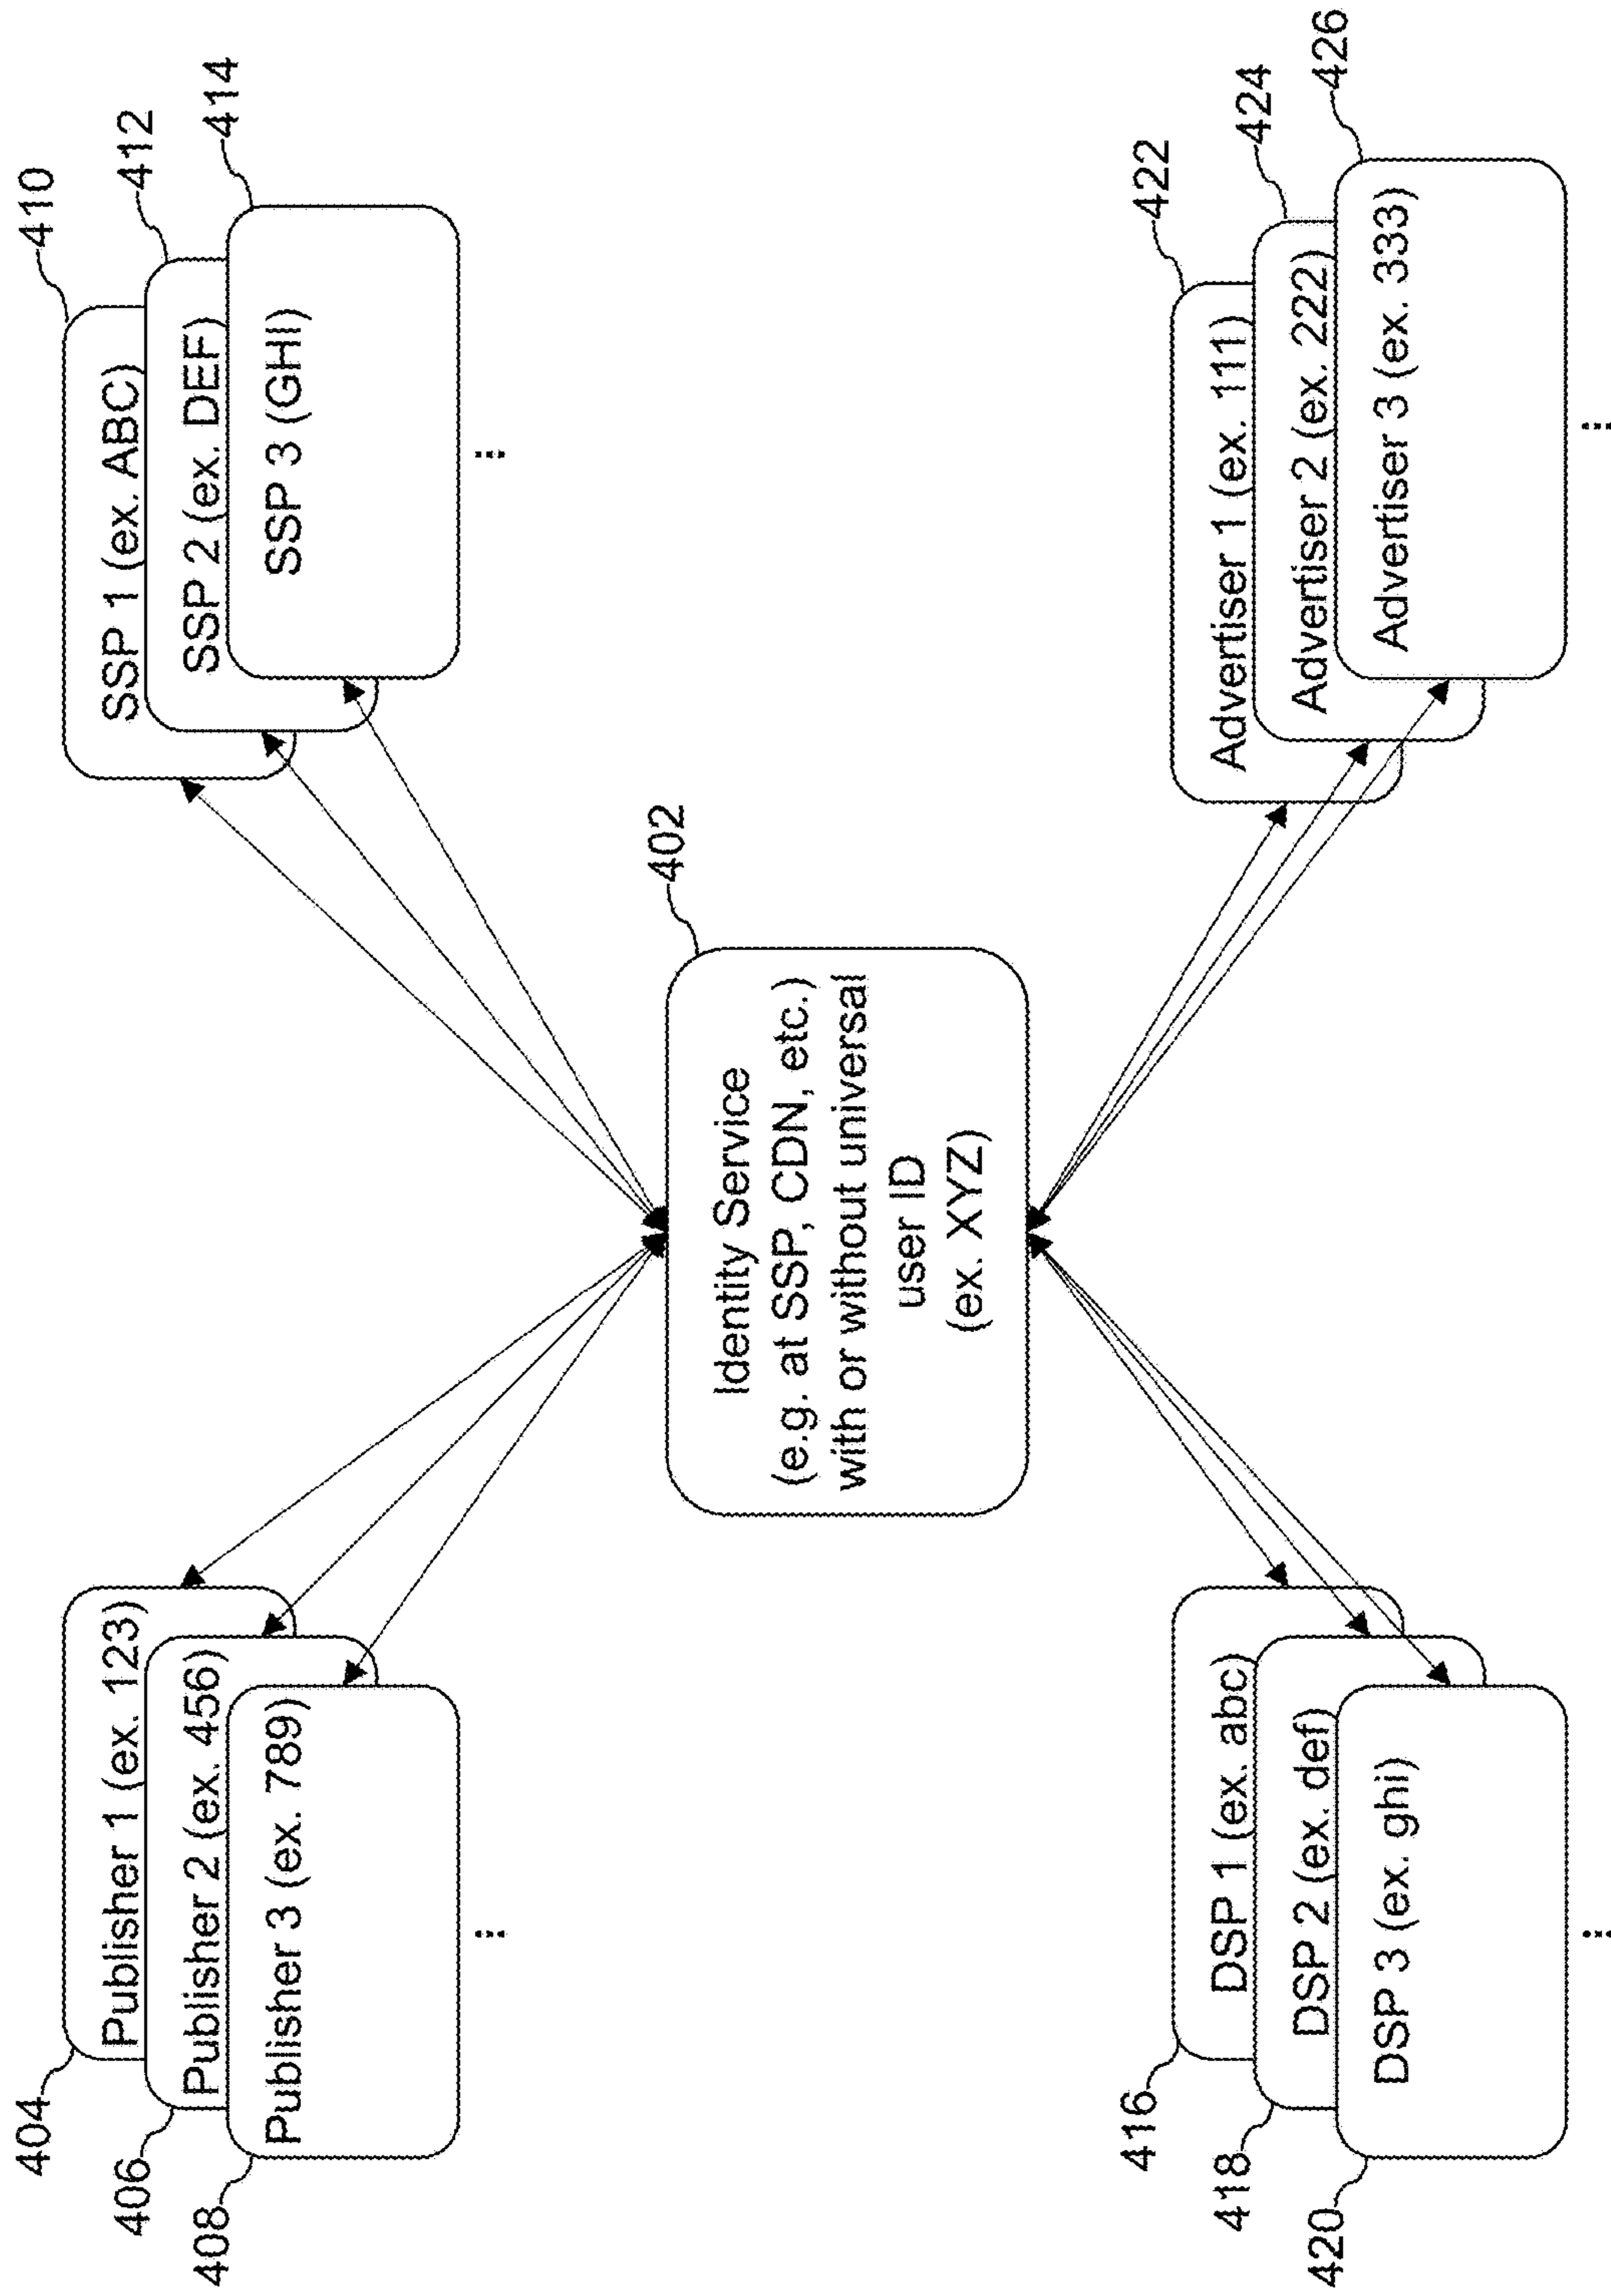 404
Publisher 1 (ex. 123)
406
Publisher 2 (ex. 456)
408
Publisher 3 (ex. 789)
410
SSP 1 (ex. ABC)
412
SSP 2 (ex. DEF)
414
SSP 3 (GHI)
402
Identity Service
(e.g. at SSP, CDN, etc.)
with or without universal
user ID
(ex. XYZ)
416
DSP 1 (ex. abc)
418
DSP 2 (ex. def)
420
DSP 3 (ex. ghi)
422
Advertiser 1 (ex. 111)
424
Advertiser 2 (ex. 222)
426
Advertiser 3 (ex. 333)